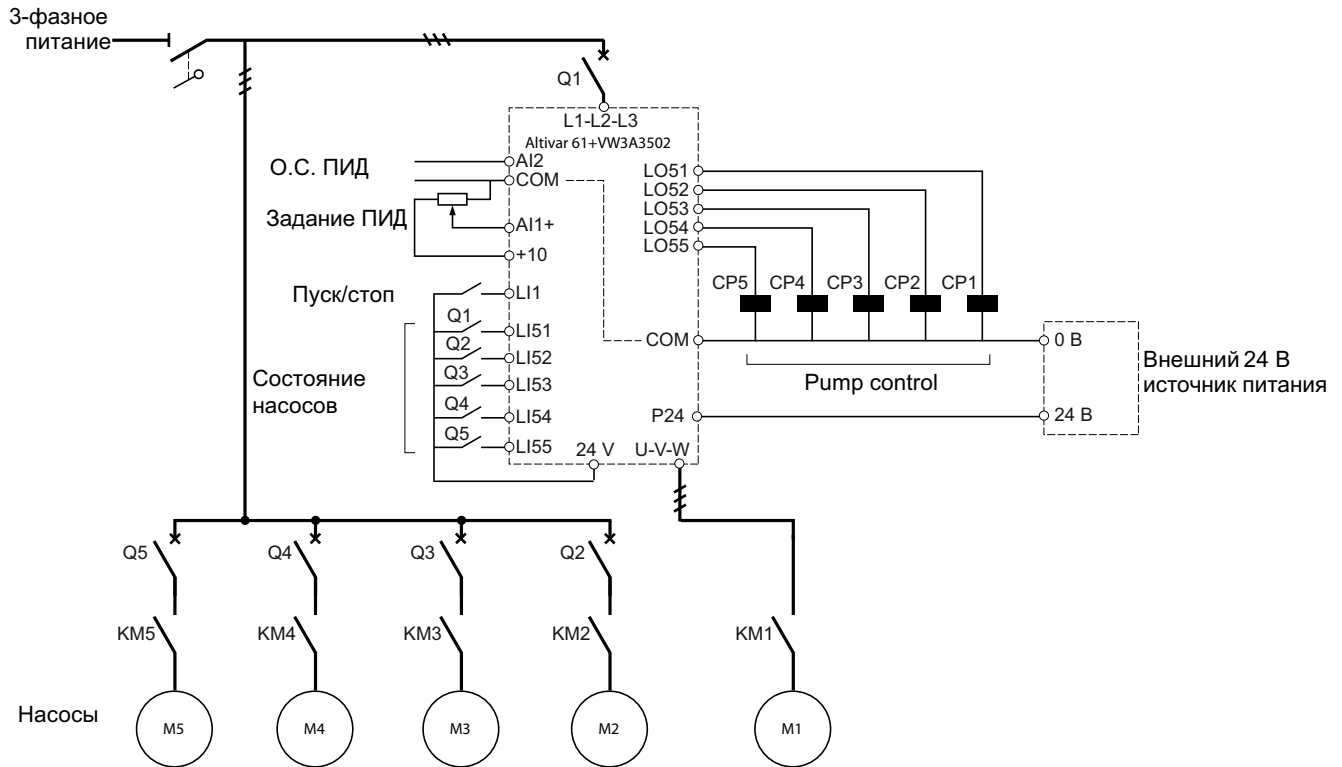 3-фазное
питание
Q1
L1-L2-L3
Altivar 61+VW3A3502
О.С. ПИД
AI2
COM
Задание ПИД
AI1+
+10
Пуск/стоп
LI1
Q1
LI51
Q2
LI52
Q3
LI53
Состояние
насосов
Q4
LI54
Q5
LI55
24 V
U-V-W
LO51
LO52
LO53
LO54
LO55
CP5
CP4
CP3
CP2
CP1
COM
Pump control
P24
0 В
24 В
Внешний 24 В
источник питания
Q5
Q4
Q3
Q2
KM5
KM4
KM3
KM2
KM1
Насосы
M5
M4
M3
M2
M1